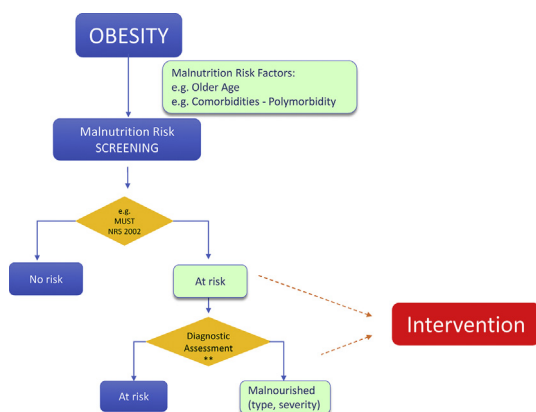 OBESITY
Malnutrition Risk Factors:
e.g. Older Age
e.g. Comorbidities - Polymorbidity
Malnutrition Risk
SCREENING
e.g.
MUST
NRS 2002
No risk
At risk
Intervention
Diagnostic
Assessment
**
At risk
Malnourished
(type, severity)